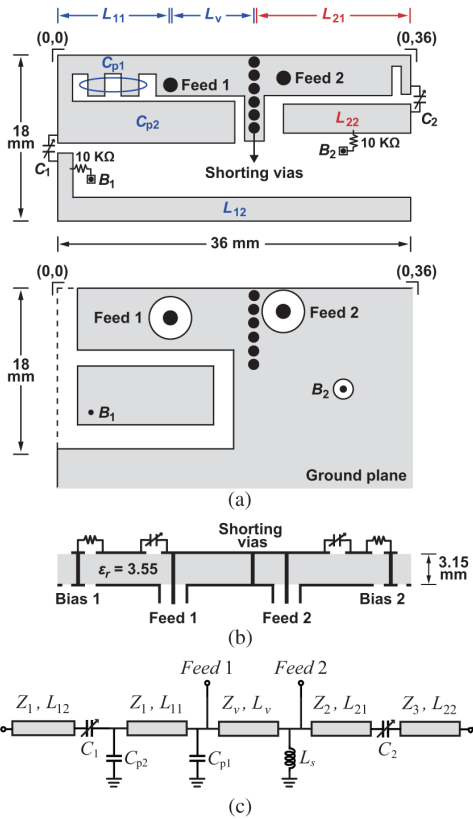 L11 Lv L21
(0,0) (0,36)
Cp1
Feed 1 Feed 2
Cp2 L22 C2
18 mm
C1 10 KΩ B1
B2 10 KΩ
Shorting vias
L12
36 mm
(0,0) (0,36)
Feed 1 Feed 2
18 mm
B1 B2
Ground plane
(a)
Shorting vias
εr = 3.55
3.15 mm
Bias 1 Feed 1 Feed 2 Bias 2
(b)
Feed 1 Feed 2
Z1 , L12 Z1 , L11 Zv , Lv Z2 , L21 Z3 , L22
C1 Cp2 Cp1 Ls C2
(c)